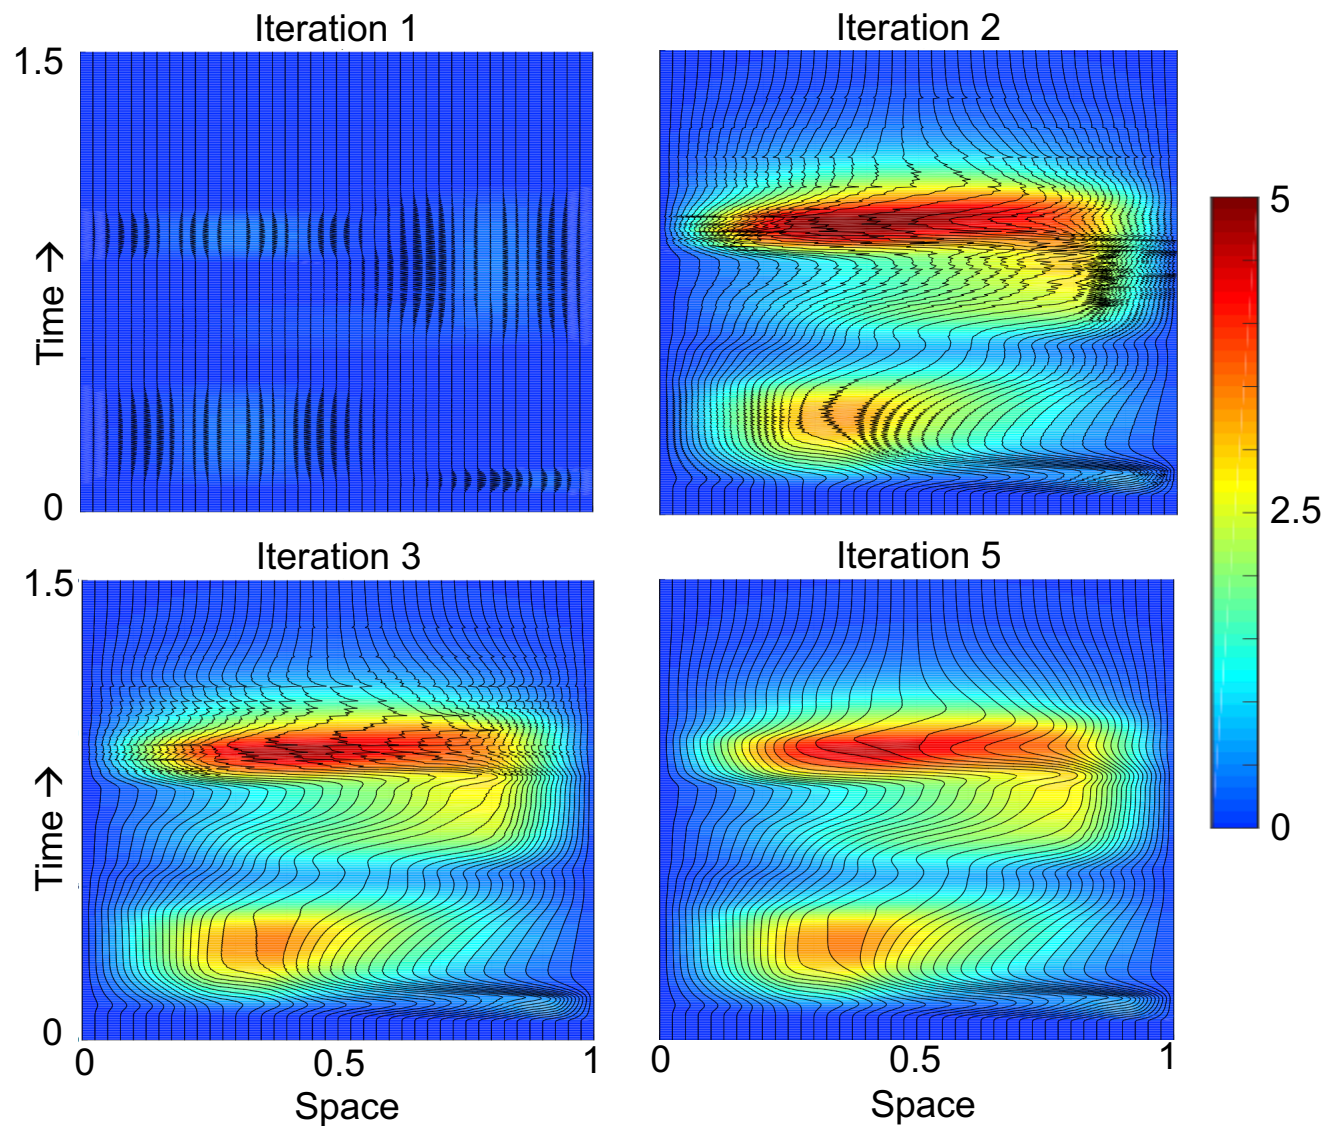 Iteration 1
Iteration 2
1.5
Time →
0
5
2.5
0
Iteration 3
Iteration 5
1.5
Time →
0
0 0.5 1
0 0.5 1
Space
Space